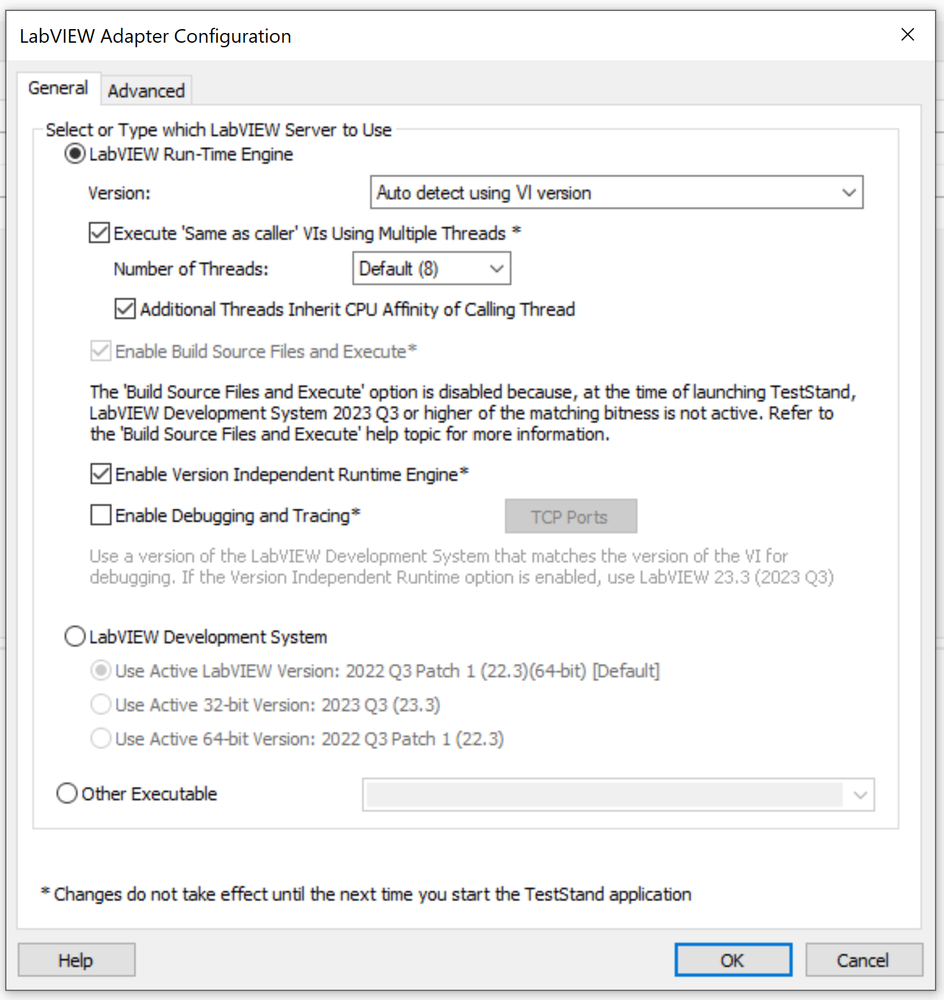 LabVIEW Adapter Configuration
General
Advanced
Select or Type which LabVIEW Server to Use
LabVIEW Run-Time Engine
Version:
Auto detect using VI version
Execute 'Same as caller' VIs Using Multiple Threads *
Number of Threads:
Default (8)
Additional Threads Inherit CPU Affinity of Calling Thread
Enable Build Source Files and Execute*
The 'Build Source Files and Execute' option is disabled because, at the time of launching TestStand,
LabVIEW Development System 2023 Q3 or higher of the matching bitness is not active. Refer to
the 'Build Source Files and Execute' help topic for more information.
Enable Version Independent Runtime Engine*
Enable Debugging and Tracing*
TCP Ports
Use a version of the LabVIEW Development System that matches the version of the VI for
debugging. If the Version Independent Runtime option is enabled, use LabVIEW 23.3 (2023 Q3)
LabVIEW Development System
Use Active LabVIEW Version: 2022 Q3 Patch 1 (22.3)(64-bit) [Default]
Use Active 32-bit Version: 2023 Q3 (23.3)
Use Active 64-bit Version: 2022 Q3 Patch 1 (22.3)
Other Executable
* Changes do not take effect until the next time you start the TestStand application
Help
OK
Cancel